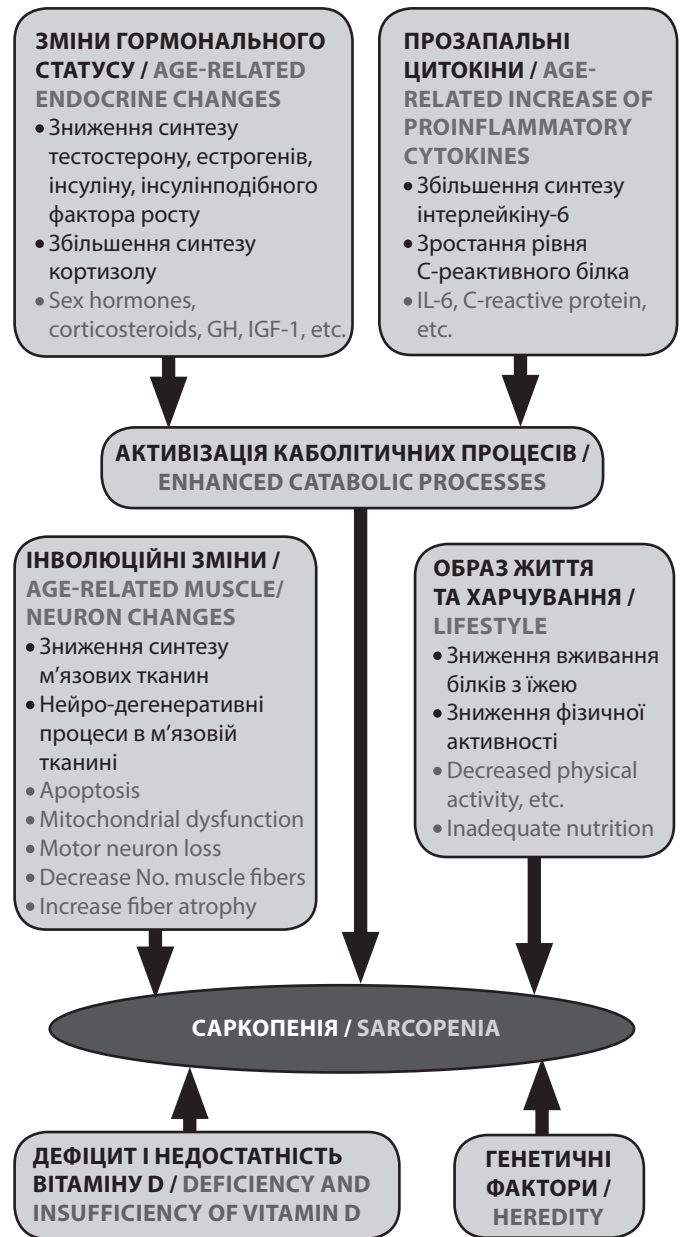 ЗМІНИ ГОРМОНАЛЬНОГО
СТАТУСУ / AGE-RELATED
ENDOCRINE CHANGES
• Зниження синтезу
тестостерону, естрогенів,
інсуліну, інсулінподібного
фактора росту
• Збільшення синтезу
кортизолу
• Sex hormones,
corticosteroids, GH, IGF-1, etc.
ПРОЗАПАЛЬНІ
ЦИТОКІНИ / AGE-
RELATED INCREASE OF
PROINFLAMMATORY
CYTOKINES
• Збільшення синтезу
інтерлейкіну-6
• Зростання рівня
С-реактивного білка
• IL-6, C-reactive protein,
etc.
АКТИВІЗАЦІЯ КАБОЛІТИЧНИХ ПРОЦЕСІВ /
ENHANCED CATABOLIC PROCESSES
ІНВОЛЮЦІЙНІ ЗМІНИ /
AGE-RELATED MUSCLE/
NEURON CHANGES
• Зниження синтезу
м’язових тканин
• Нейро-дегенеративні
процеси в м’язовій
тканині
• Apoptosis
• Mitochondrial dysfunction
• Motor neuron loss
• Decrease No. muscle fibers
• Increase fiber atrophy
ОБРАЗ ЖИТТЯ
ТА ХАРЧУВАННЯ /
LIFESTYLE
• Зниження вживання
білків з їжею
• Зниження фізичної
активності
• Decreased physical
activity, etc.
• Inadequate nutrition
САРКОПЕНІЯ / SARCOPENIA
ДЕФІЦИТ І НЕДОСТАТНІСТЬ
ВІТАМІНУ D / DEFICIENCY AND
INSUFFICIENCY OF VITAMIN D
ГЕНЕТИЧНІ
ФАКТОРИ /
HEREDITY